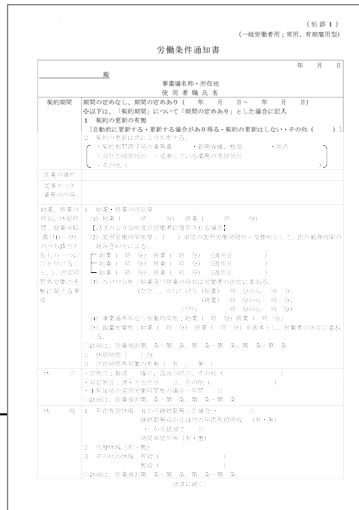 （別添1）
（一般労働者用；常用、有期雇用型）
労働条件通知書
年　月　日
殿
事業場名称・所在地
使用者職氏名
契約期間
期間の定めなし、期間の定めあり（　年　月　日～　年　月　日）
※以下は、「契約期間」について「期間の定めあり」とした場合に記入
1　契約の更新の有無
［自動的に更新する・更新する場合があり得る・契約の更新はしない・その他（　）］
2　契約の更新は次により判断する。
・契約期間満了時の業務量　・勤務成績、態度　・能力
・会社の経営状況　・従事している業務の進捗状況
・その他（　）
就業の場所
従事すべき
業務の内容
始業、終業の
時刻、休憩時
間、就業時転
換((1)～(5)
のうち該当す
るもの一つに
○を付けるこ
と。)、所定時
間外労働の有
無に関する事
項
1　始業・終業の時刻等
(1) 始業（　時　分）終業（　時　分）
【以下のような制度が労働者に適用される場合】
(2) 変形労働時間制等；（　）単位の変形労働時間制・交替制として、次の勤務時間の
組み合わせによる。
始業（　時　分）終業（　時　分）（適用日　）
始業（　時　分）終業（　時　分）（適用日　）
始業（　時　分）終業（　時　分）（適用日　）
(3) フレックスタイム制；始業及び終業の時刻は労働者の決定に委ねる。
（ただし、フレキシブルタイム（始業）　時　分から　時　分、
（終業）　時　分から　時　分、
コアタイム　時　分から　時　分）
(4) 事業場外みなし労働時間制；始業（　時　分）終業（　時　分）
(5) 裁量労働制；始業（　時　分）終業（　時　分）を基本とし、労働者の決定に委ね
る。
○詳細は、就業規則第　条～第　条、第　条～第　条、第　条～第　条
2　休憩時間（　）分
3　所定時間外労働の有無（　有　，　無　）
休　日
・定例日；毎週　曜日、国民の祝日、その他（　）
・非定例日；週・月当たり　日、その他（　）
・1年単位の変形労働時間制の場合－年間　日
○詳細は、就業規則第　条～第　条、第　条～第　条
休　暇
1　年次有給休暇　6か月継続勤務した場合→　日
継続勤務6か月以内の年次有給休暇　（有・無）
→　か月経過で　日
時間単位年休（有・無）
2　代替休暇（有・無）
3　その他の休暇　有給（　）
無給（　）
○詳細は、就業規則第　条～第　条、第　条～第　条
（次頁に続く）